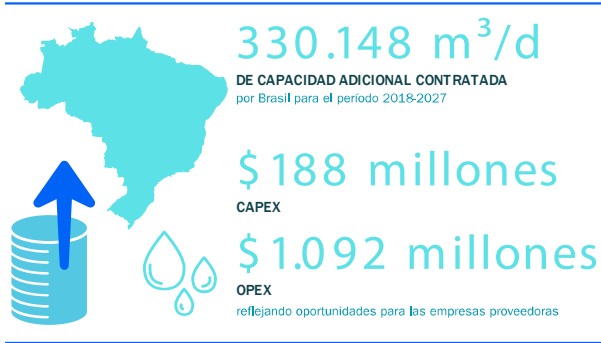 330.148 m³/d
DE CAPACIDAD ADICIONAL CONTRATADA
por Brasil para el período 2018-2027
$188 millones
CAPEX
$1.092 millones
OPEX
reflejando oportunidades para las empresas proveedoras